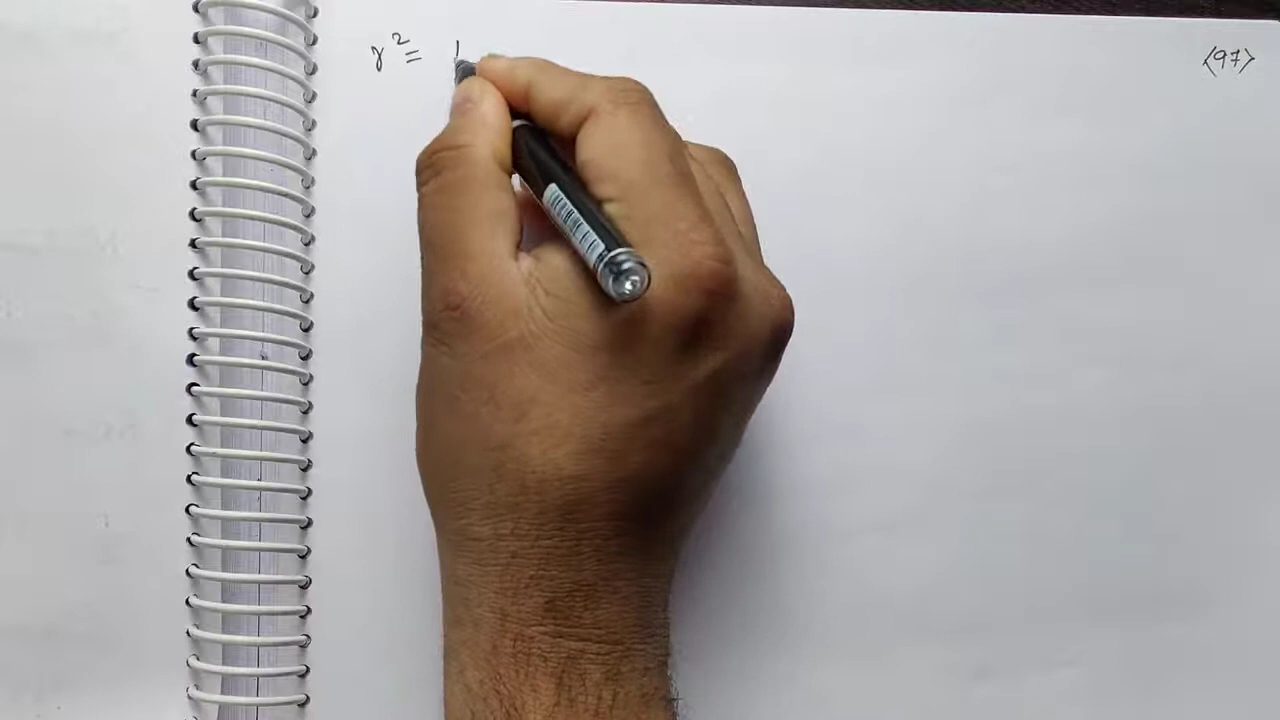 γ² = 1
⟨97⟩